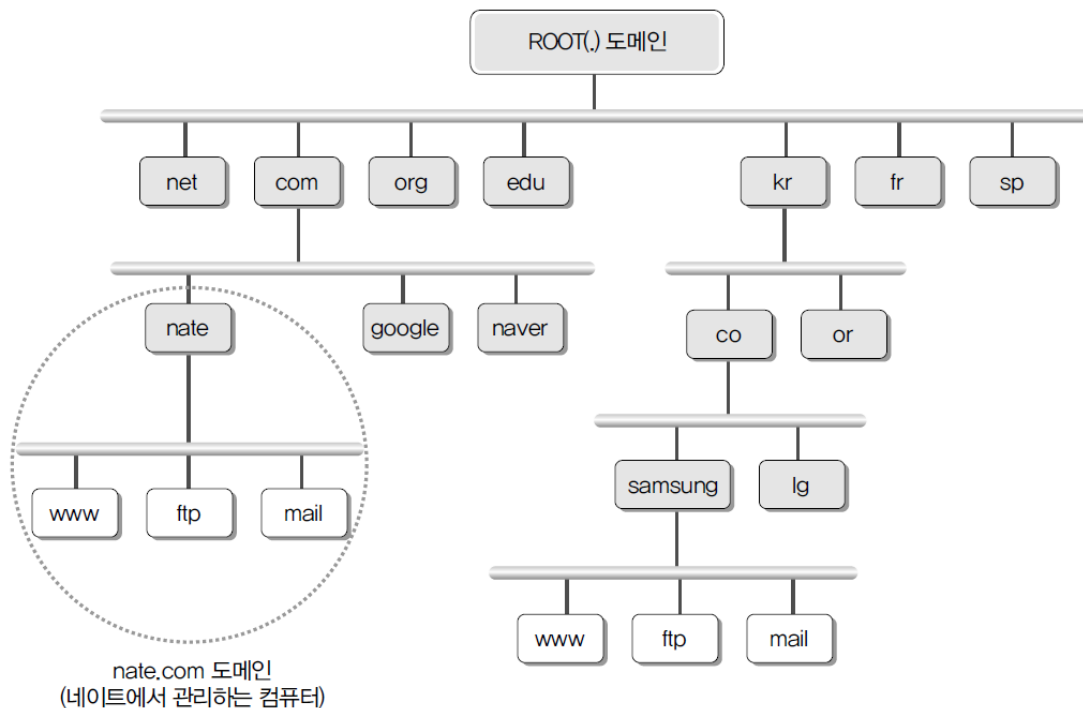 ROOT(.) 도메인
net com org edu kr fr sp
nate google naver co or
samsung lg
www ftp mail
www ftp mail
nate.com 도메인
(네이트에서 관리하는 컴퓨터)